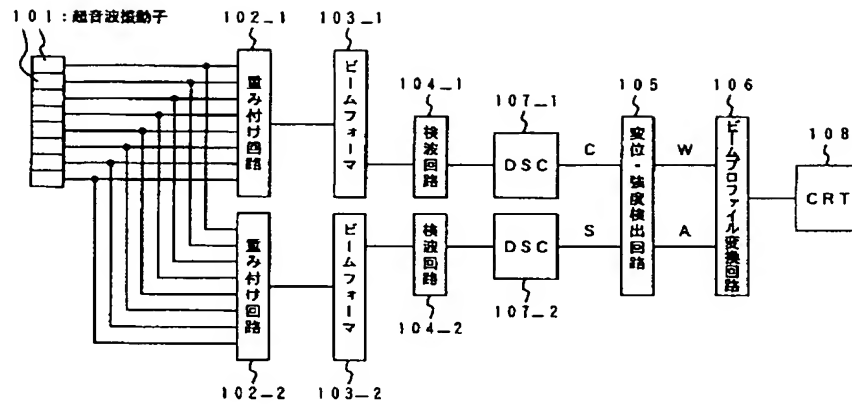 101:超音波振動子
102_1
103_1
重み付け回路
ビームフォーマ
104_1
検波回路
107_1
DSC
C
105
変位・強度検出回路
W
106
ビームプロファイル変換回路
108
CRT
重み付け回路
102_2
ビームフォーマ
103_2
検波回路
104_2
DSC
107_2
S
A